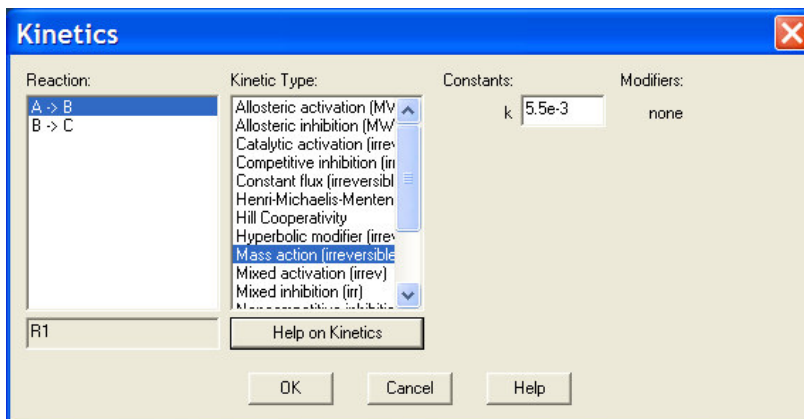 Kinetics
Reaction:
A -> B
B -> C
R1
Kinetic Type:
Allosteric activation (MV
Allosteric inhibition (MW
Catalytic activation (irrev
Competitive inhibition (irr
Constant flux (irreversibl
Henri-Michaelis-Menten
Hill Cooperativity
Hyperbolic modifier (irrev
Mass action (irreversible
Mixed activation (irrev)
Mixed inhibition (irr)
Help on Kinetics
Constants:
k 5.5e-3
Modifiers:
none
OK Cancel Help